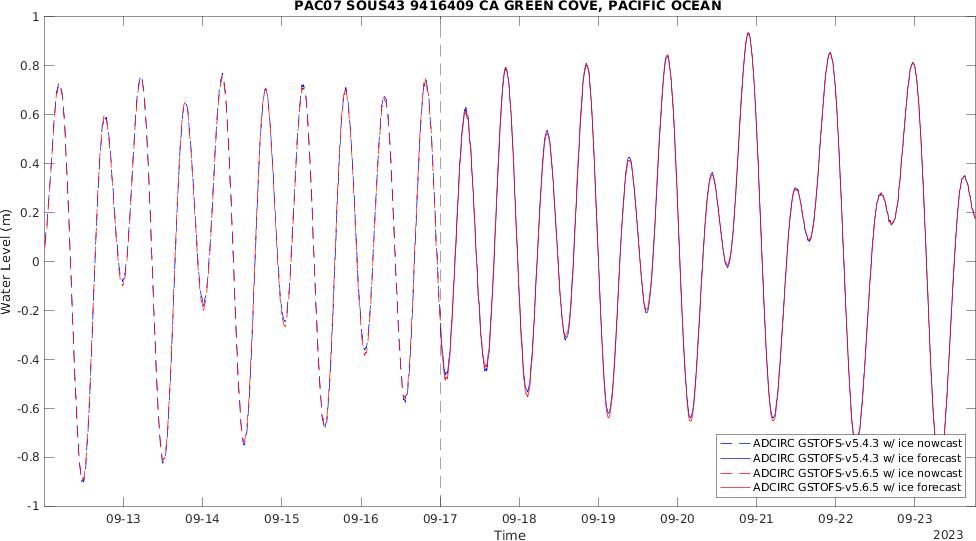 PAC07 SOUS43 9416409 CA GREEN COVE, PACIFIC OCEAN
1
0.8
0.6
0.4
0.2
0
-0.2
-0.4
-0.6
-0.8
-1
Water Level (m)
ADCIRC GSTOFS-v5.4.3 w/ ice nowcast
ADCIRC GSTOFS-v5.4.3 w/ ice forecast
ADCIRC GSTOFS-v5.6.5 w/ ice nowcast
ADCIRC GSTOFS-v5.6.5 w/ ice forecast
09-13 09-14 09-15 09-16 09-17 09-18 09-19 09-20 09-21 09-22 09-23
Time
2023